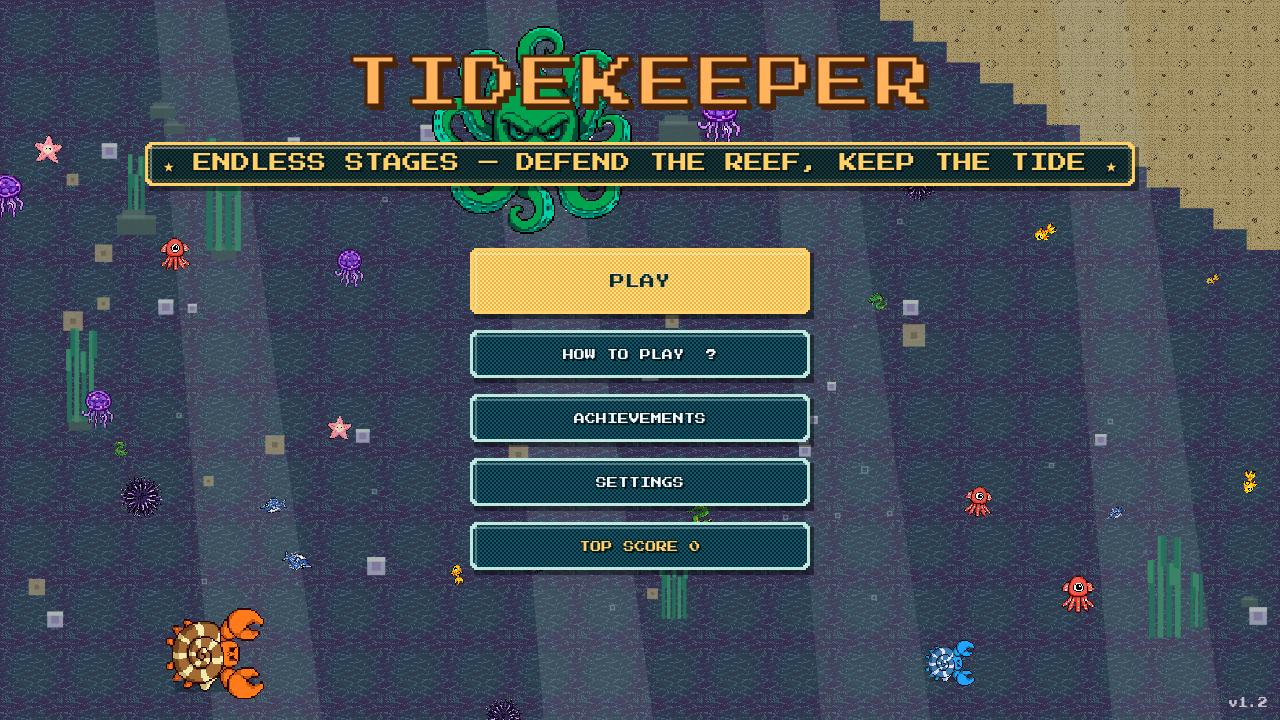 TIDEKEEPER
★ ENDLESS STAGES — DEFEND THE REEF, KEEP THE TIDE ★
PLAY
HOW TO PLAY ?
ACHIEVEMENTS
SETTINGS
TOP SCORE 0
v1.2